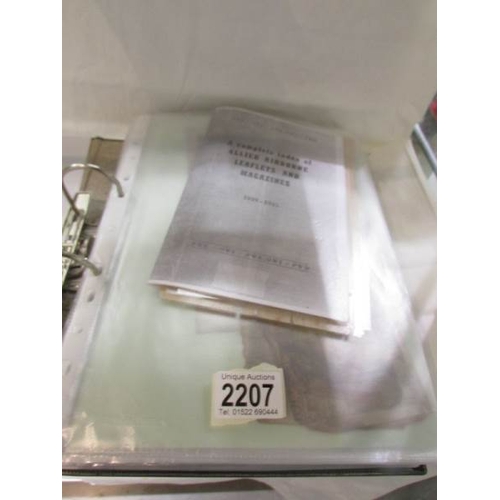 A complete index of
ALLIED AIRBORNE
LEAFLETS AND
MAGAZINES
Unique Auctions
2207
Tel: 01522 690444